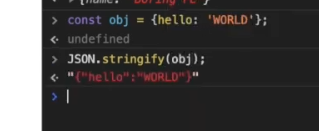 > const obj = {hello: 'WORLD'};
<· undefined
> JSON.stringify(obj);
<· "{"hello":"WORLD"}"
>